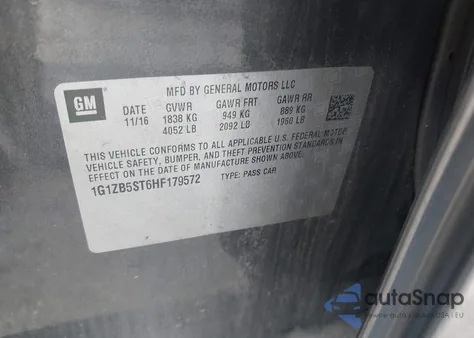 MFD BY GENERAL MOTORS LLC
GM
DATE GVWR GAWR FRT GAWR RR
11/16 1838 KG 949 KG 889 KG
4052 LB 2092 LB 1960 LB
THIS VEHICLE CONFORMS TO ALL APPLICABLE U.S. FEDERAL MOTOR
VEHICLE SAFETY, BUMPER, AND THEFT PREVENTION STANDARDS IN
EFFECT ON THE DATE OF MANUFACTURE SHOWN ABOVE.
1G1ZB5ST6HF179572 TYPE: PASS CAR
autoSnap